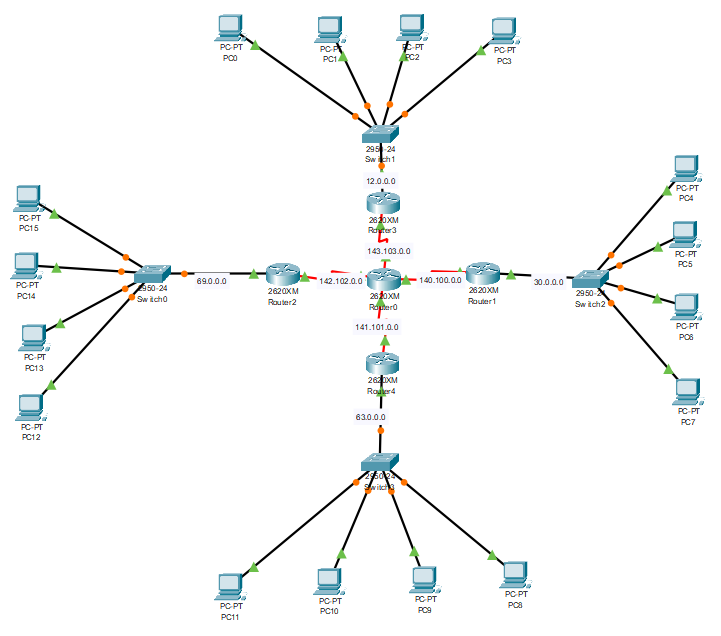 PC-PT
PC0
PC-PT
PC1
PC-PT
PC2
PC-PT
PC3
2950-24
Switch1
12.0.0.0
2620XM
Router3
143.103.0.0
PC-PT
PC4
PC-PT
PC15
PC-PT
PC5
PC-PT
PC14
2950-24
Switch0
69.0.0.0
2620XM
Router2
142.102.0.0
2620XM
Router0
140.100.0.0
2620XM
Router1
30.0.0.0
2950-24
Switch2
PC-PT
PC6
141.101.0.0
PC-PT
PC13
2620XM
Router4
PC-PT
PC7
63.0.0.0
PC-PT
PC12
2950-24
Switch3
PC-PT
PC11
PC-PT
PC10
PC-PT
PC9
PC-PT
PC8